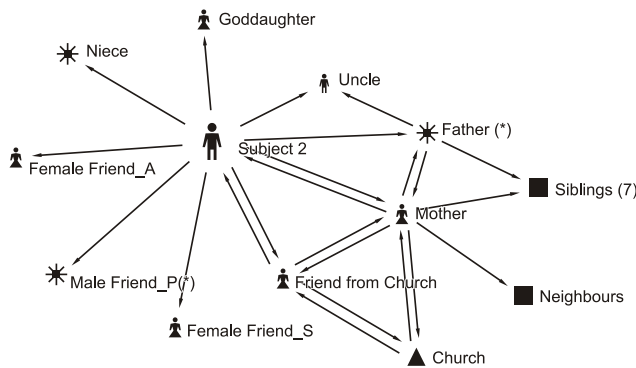 Goddaughter
Niece
Uncle
Father (*)
Subject 2
Female Friend_A
Siblings (7)
Mother
Male Friend_P(*)
Friend from Church
Neighbours
Female Friend_S
Church